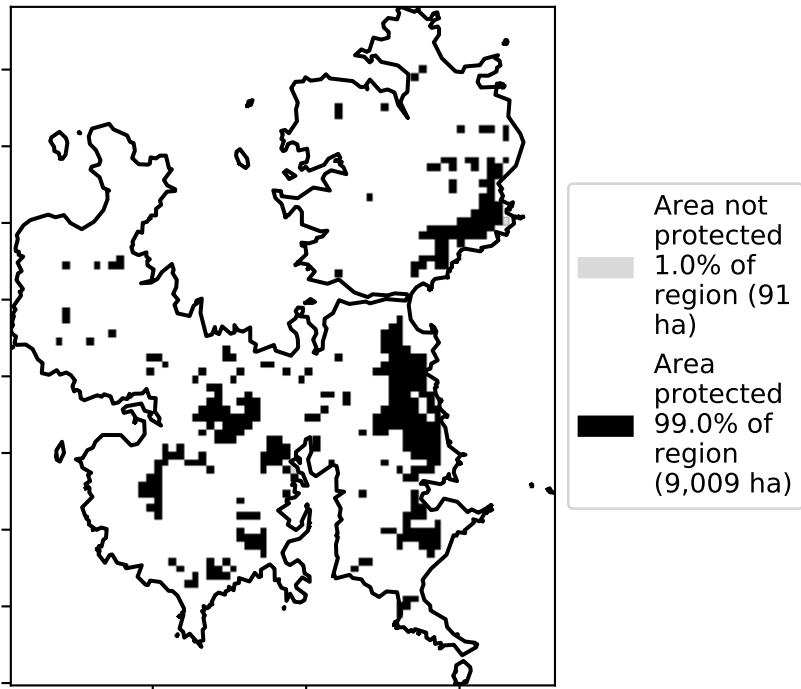 Area not
protected
1.0% of
region (91
ha)
Area
protected
99.0% of
region
(9,009 ha)